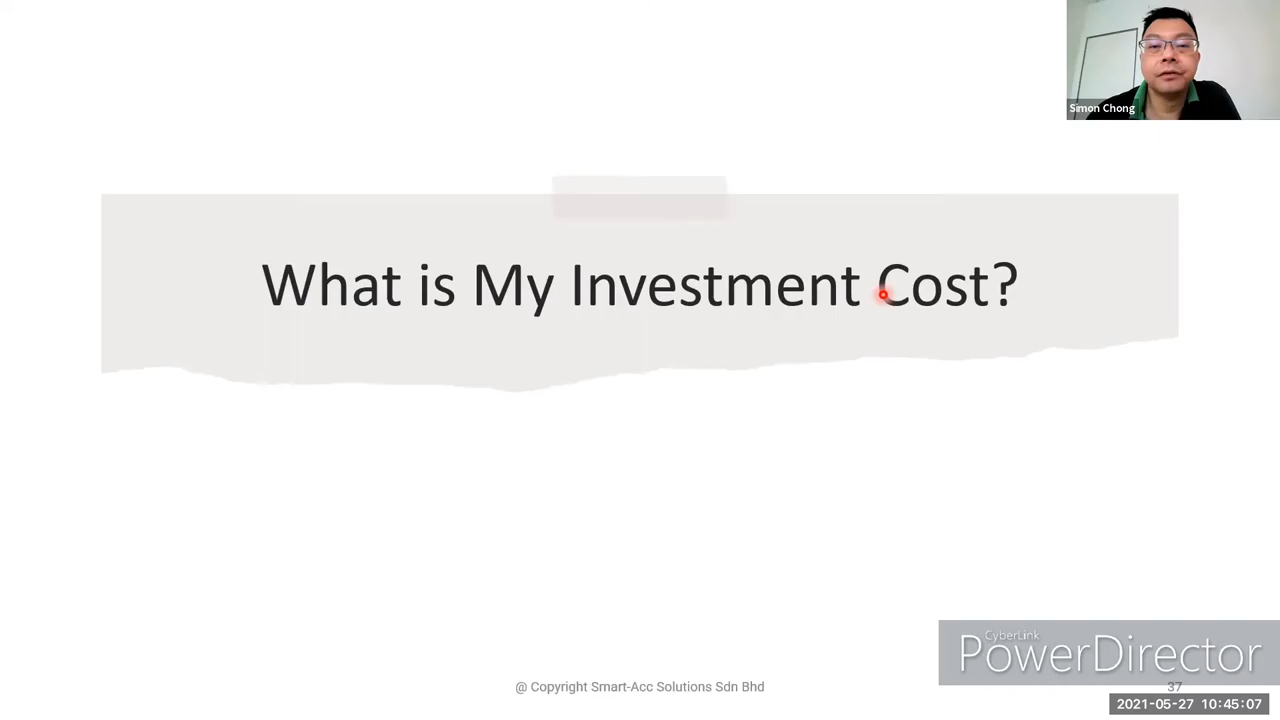 Simon Chong
What is My Investment Cost?
CyberLink
PowerDirector
@ Copyright Smart-Acc Solutions Sdn Bhd
37
2021-05-27 10:45:07